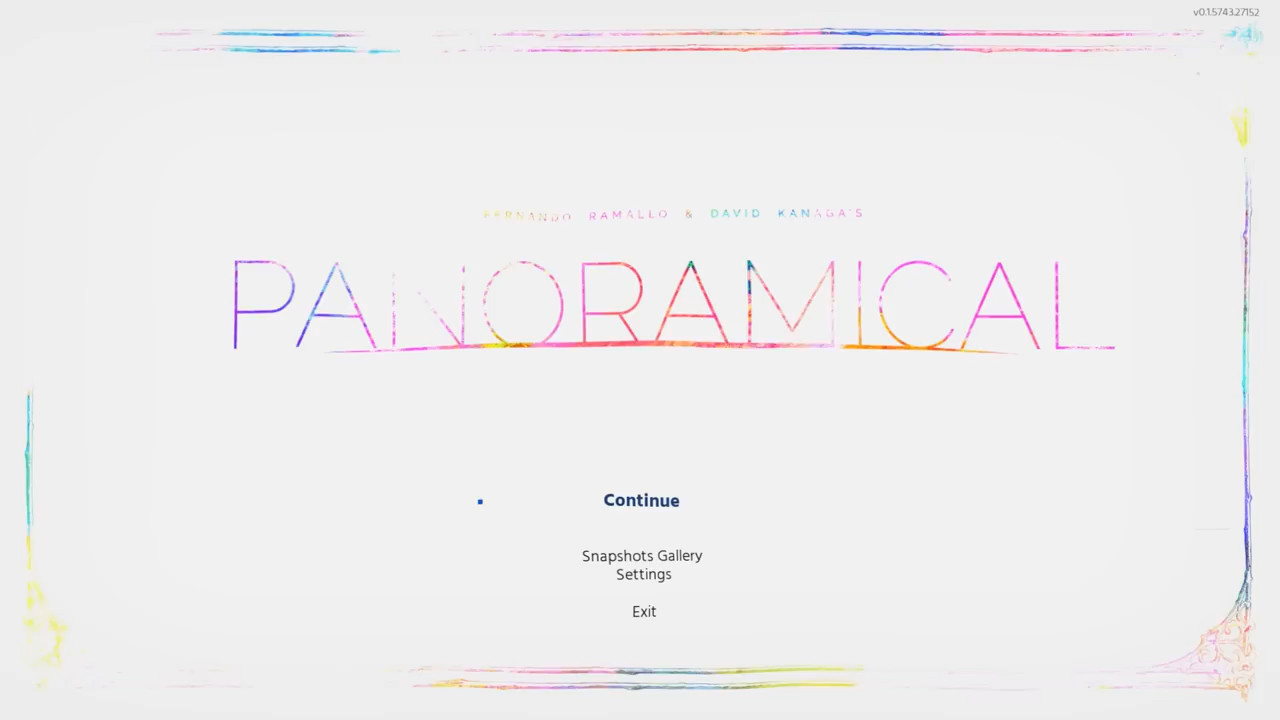 v0.1.5743.27152
FERNANDO RAMALLO & DAVID KANAGA'S
PANORAMICAL
Continue
Snapshots Gallery
Settings
Exit